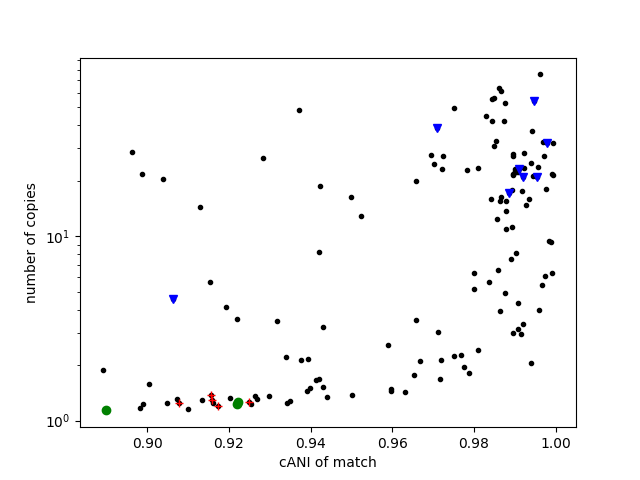 number of copies
10¹
10⁰
0.90 0.92 0.94 0.96 0.98 1.00
cANI of match